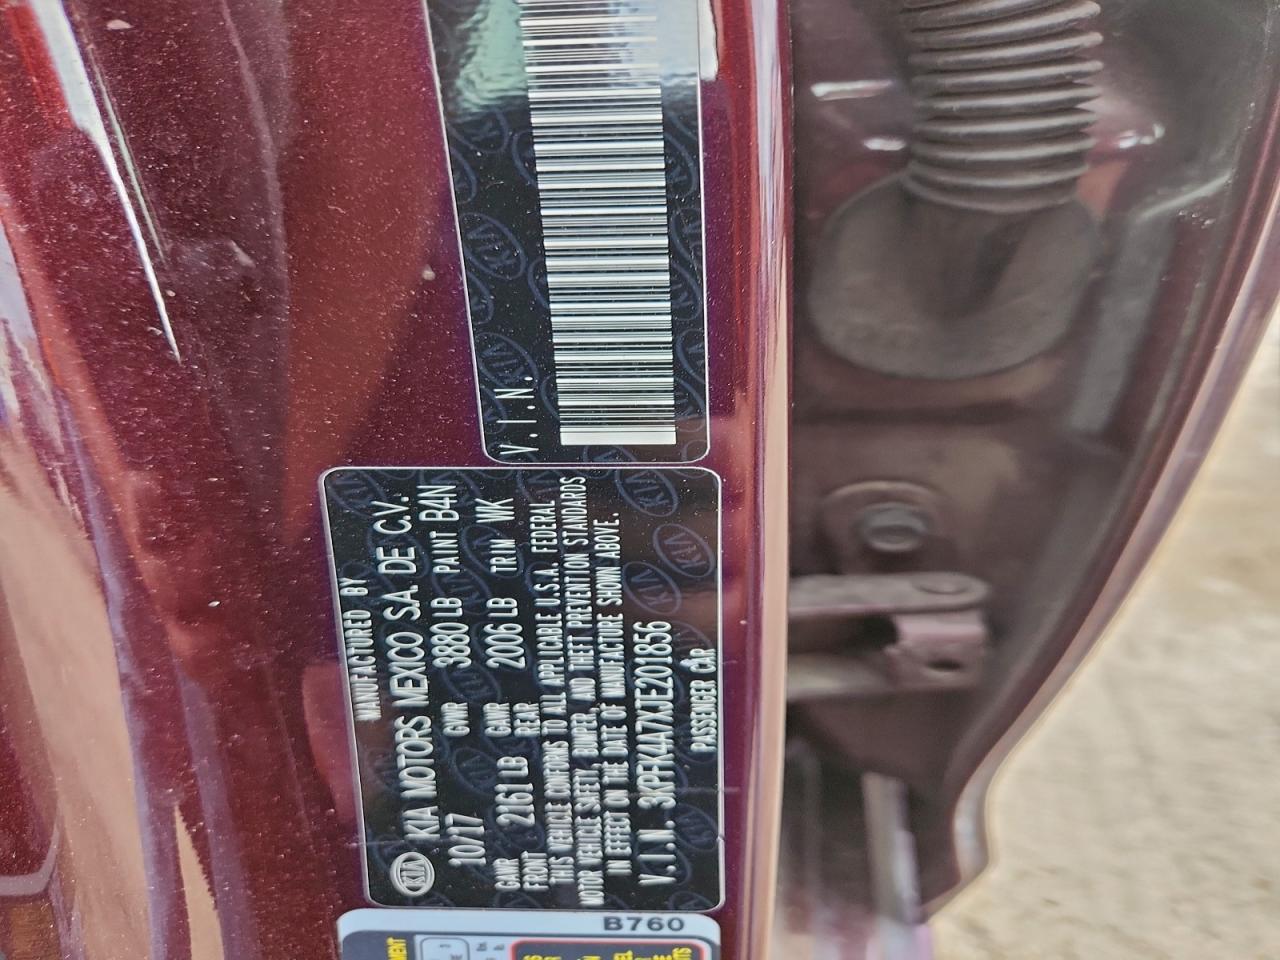 V.I.N.
MANUFACTURED BY
KIA KIA MOTORS MEXICO S.A. DE C.V.
10/17 GVWR 3880 LB PAINT B4N
GAWR FRONT 2161 LB GAWR REAR 2006 LB TRIM WK
THIS VEHICLE CONFORMS TO ALL APPLICABLE U.S.A. FEDERAL
MOTOR VEHICLE SAFETY, BUMPER, AND THEFT PREVENTION STANDARDS
IN EFFECT ON THE DATE OF MANUFACTURE SHOWN ABOVE.
V.I.N. 3KPFK4A7XJE201856
PASSENGER CAR
B760